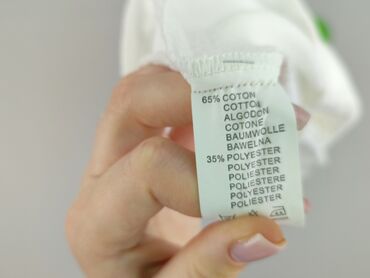 65% COTON
COTTON
ALGODON
COTONE
BAUMWOLLE
BAWELNA
35% POLYESTER
POLYESTER
POLIESTER
POLIESTERE
POLYESTER
POLIESTER